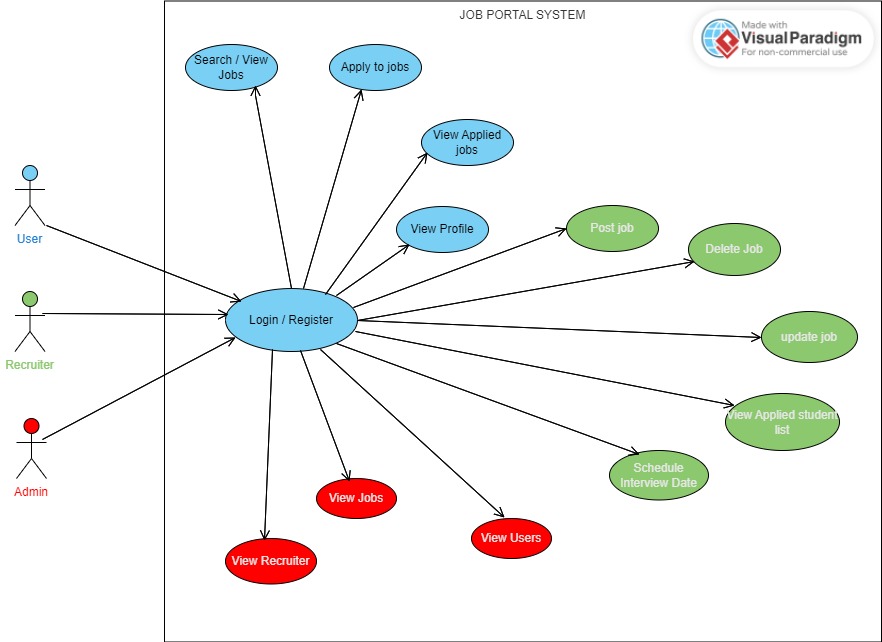 JOB PORTAL SYSTEM
Made with
Visual Paradigm
For non-commercial use
Search / View
Jobs
Apply to jobs
View Applied
jobs
View Profile
Post job
Delete Job
User
Login / Register
Recruiter
update job
View Applied student
list
Admin
Schedule
Interview Date
View Jobs
View Users
View Recruiter